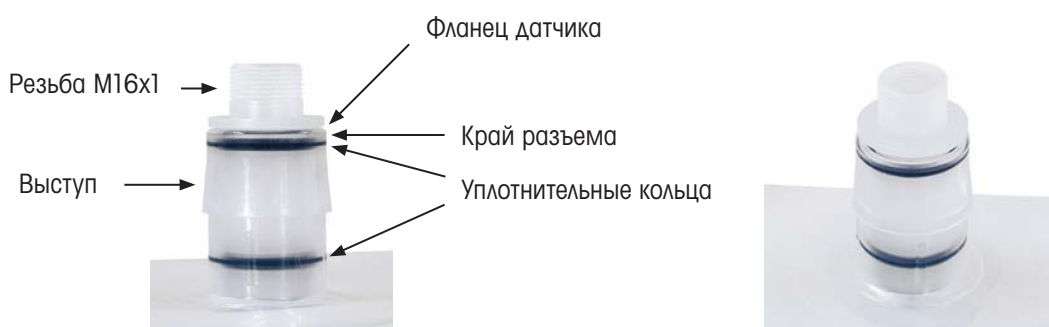 Фланец датчика
Резьба M16x1
Край разъема
Выступ
Уплотнительные кольца